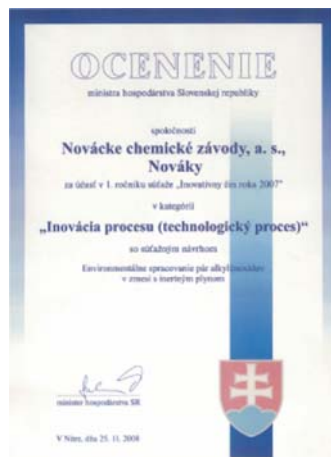 OCENENIE
ministra hospodárstva Slovenskej republiky
spoločnosti
Novácke chemické závody, a. s.,
Nováky
za účasť v 1. ročníku súťaže „Inovatívny čin roka 2007”
v kategórii
„Inovácia procesu (technologický proces)“
so súťažným návrhom
Environmentálne spracovanie pár
v zmesi s inertným plynom
minister hospodárstva SR
V Nitre, dňa 25. 11. 2008